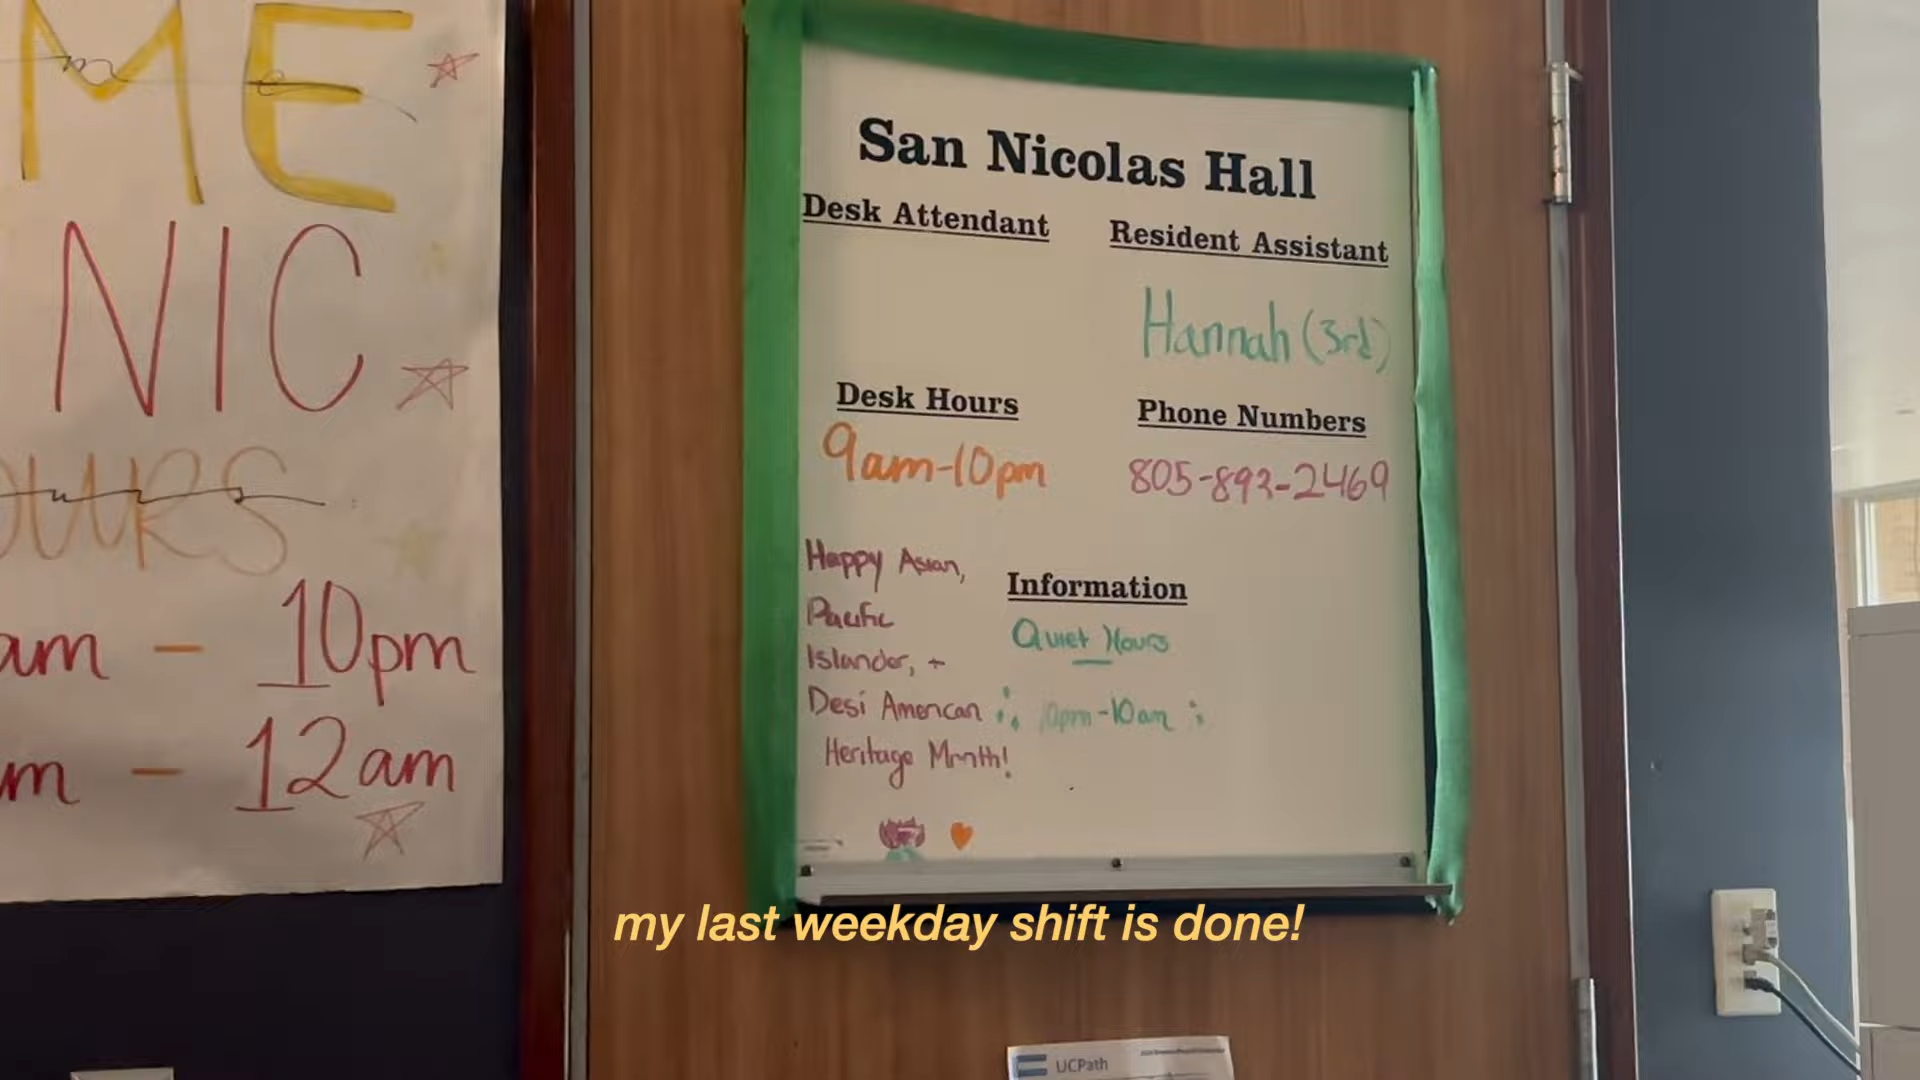 ME
NIC
OURS
am - 10pm
m - 12am
San Nicolas Hall
Desk Attendant
Resident Assistant
Hannah (3rd)
Desk Hours
9am-10pm
Phone Numbers
805-893-2469
Happy Asian,
Pacific
Islander, +
Desi American
Heritage Month!
Information
Quiet Hours
10pm-10am
my last weekday shift is done!
UCPath